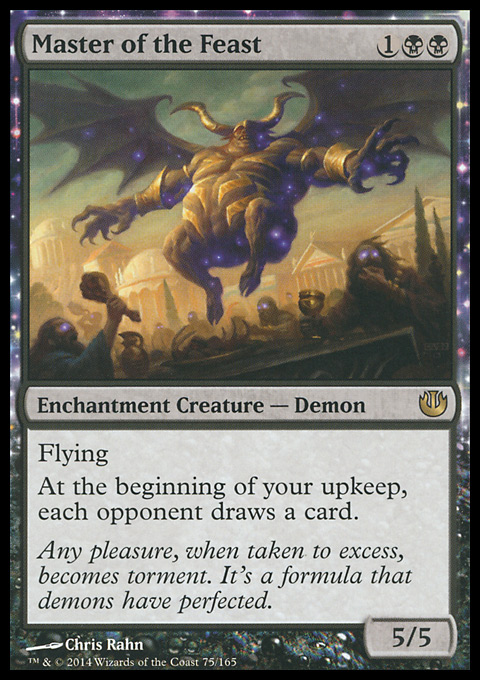 Master of the Feast 1
Enchantment Creature — Demon
Flying
At the beginning of your upkeep,
each opponent draws a card.
Any pleasure, when taken to excess,
becomes torment. It's a formula that
demons have perfected.
5/5
Chris Rahn
™ & © 2014 Wizards of the Coast 75/165